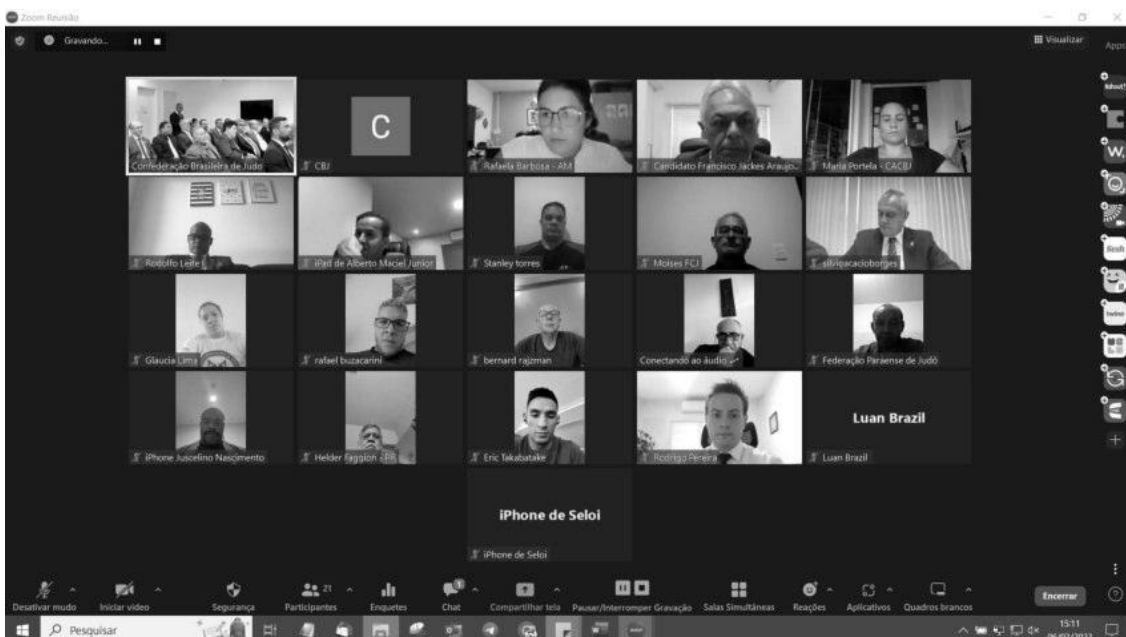 Zoom Reunião
Gravando...
Visualizar
Apps
Confederação Brasileira de Judo
C
CBJ
Rafaela Barbosa - AM
Candidato Francisco Jackes Araujo...
Maria Portela - CACBJ
Rodolfo Leite
iPad de Alberto Maciel Junior
Stanley torres
Moises FCJ
silvioacacioborges
Glaucia Lima
rafael buzacarini
bernard rajzman
Conectando ao áudio
Federação Paraense de Judô
iPhone Juscelino Nascimento
Helder Faggion - PR
Eric Takabatake
Rodrigo Pereira
Luan Brazil
Luan Brazil
iPhone de Seloi
iPhone de Seloi
21
1
Desativar mudo
Iniciar vídeo
Segurança
Participantes
Enquetes
Chat
Compartilhar tela
Pausar/Interromper Gravação
Salas Simultâneas
Reações
Aplicativos
Quadros brancos
Encerrar
Pesquisar
15:11